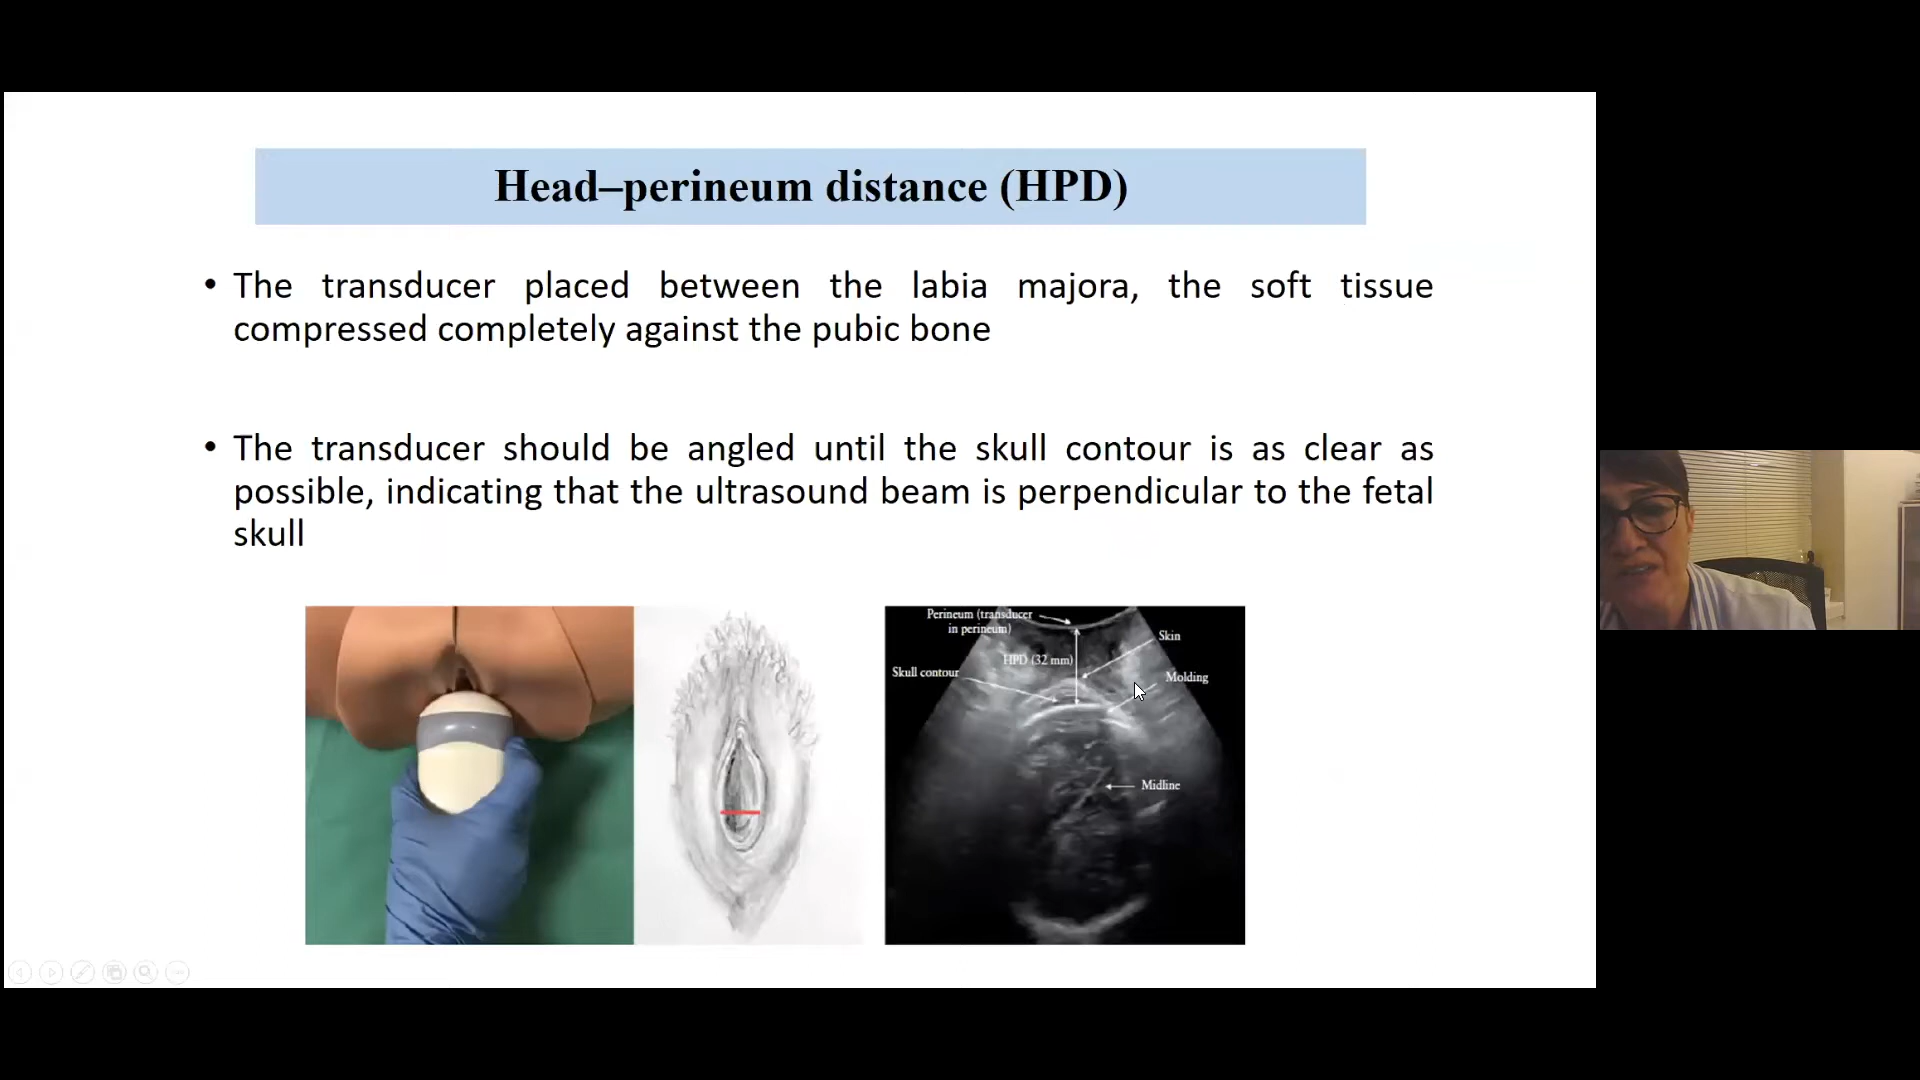 Head–perineum distance (HPD)
• The transducer placed between the labia majora, the soft tissue
compressed completely against the pubic bone
• The transducer should be angled until the skull contour is as clear as
possible, indicating that the ultrasound beam is perpendicular to the fetal
skull
Perineum (transducer
in perineum)
Skin
HPD (32 mm)
Skull contour
Molding
Midline